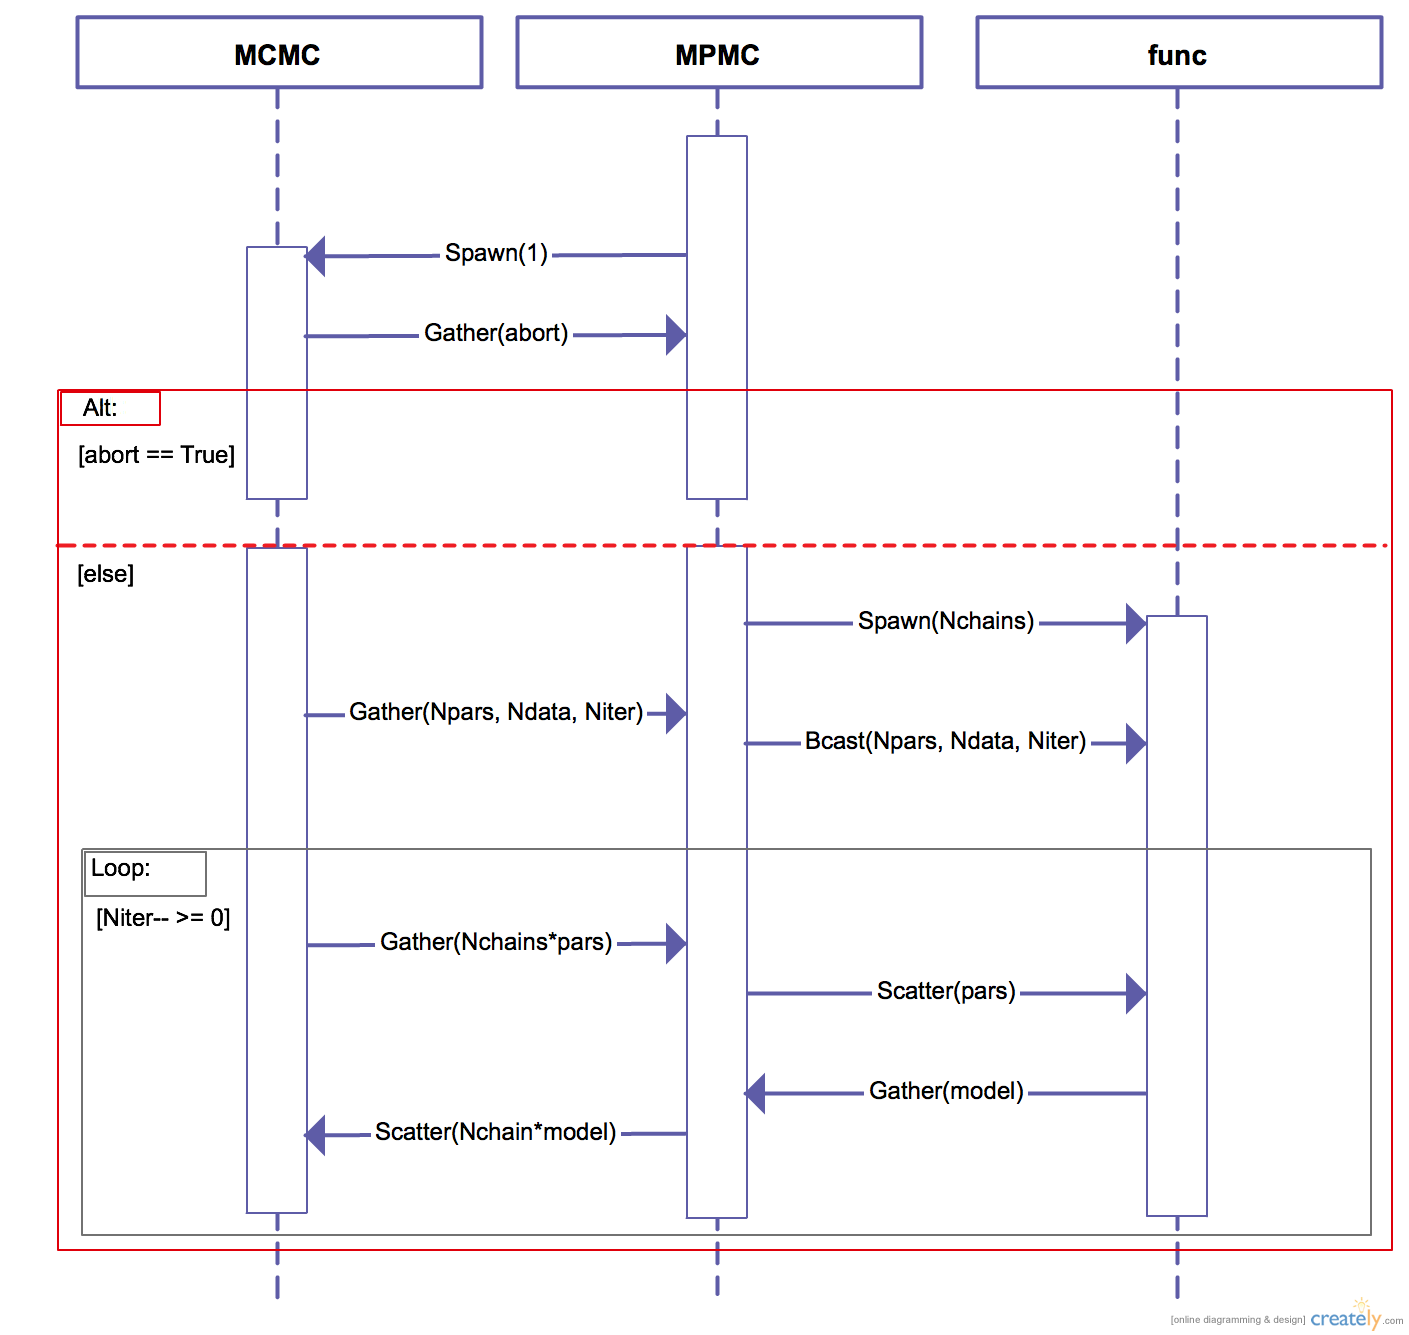 MCMC
MPMC
func
Spawn(1)
Gather(abort)
Alt:
[abort == True]
[else]
Spawn(Nchains)
Gather(Npars, Ndata, Niter)
Bcast(Npars, Ndata, Niter)
Loop:
[Niter-- >= 0]
Gather(Nchains*pars)
Scatter(pars)
Gather(model)
Scatter(Nchain*model)
[online diagramming & design] creately.com